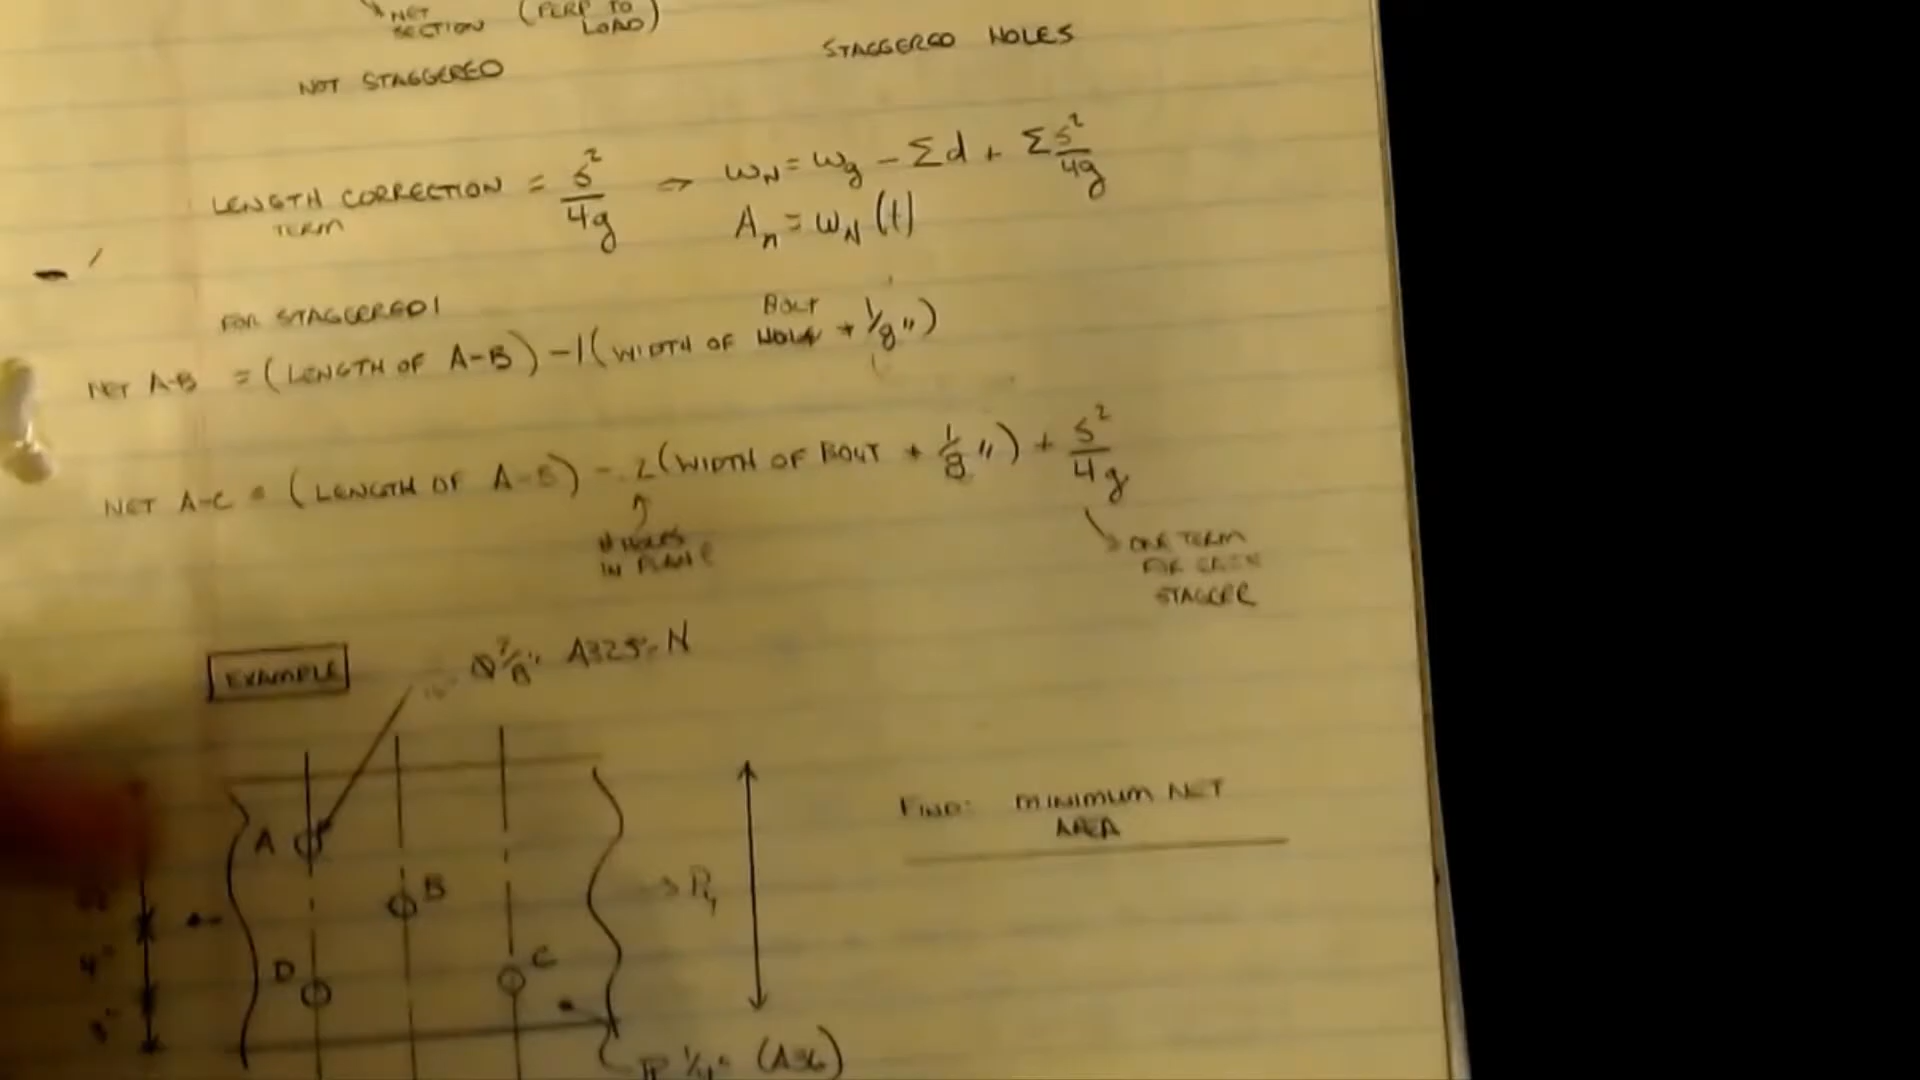 NET
SECTION
(PERP TO
LOAD)
NOT STAGGERED
STAGGERED HOLES
LENGTH CORRECTION = s²/4g ⇒ wN = wg - Σd + Σ s²/4g
TERM
An = wN (t)
FOR STAGGERED!
BOLT
NET A-B = (LENGTH OF A-B) - 1 (WIDTH OF HOLE + 1/8")
NET A-C = (LENGTH OF A-B) - 2 (WIDTH OF BOLT + 1/8") + s²/4g
# HOLES
IN PLANE
ONE TERM
FOR EACH
STAGGER
EXAMPLE
Φ 7/8" A325-N
FIND: MINIMUM NET
AREA
A
B
C
D
4"
3"
1/4" (A36)